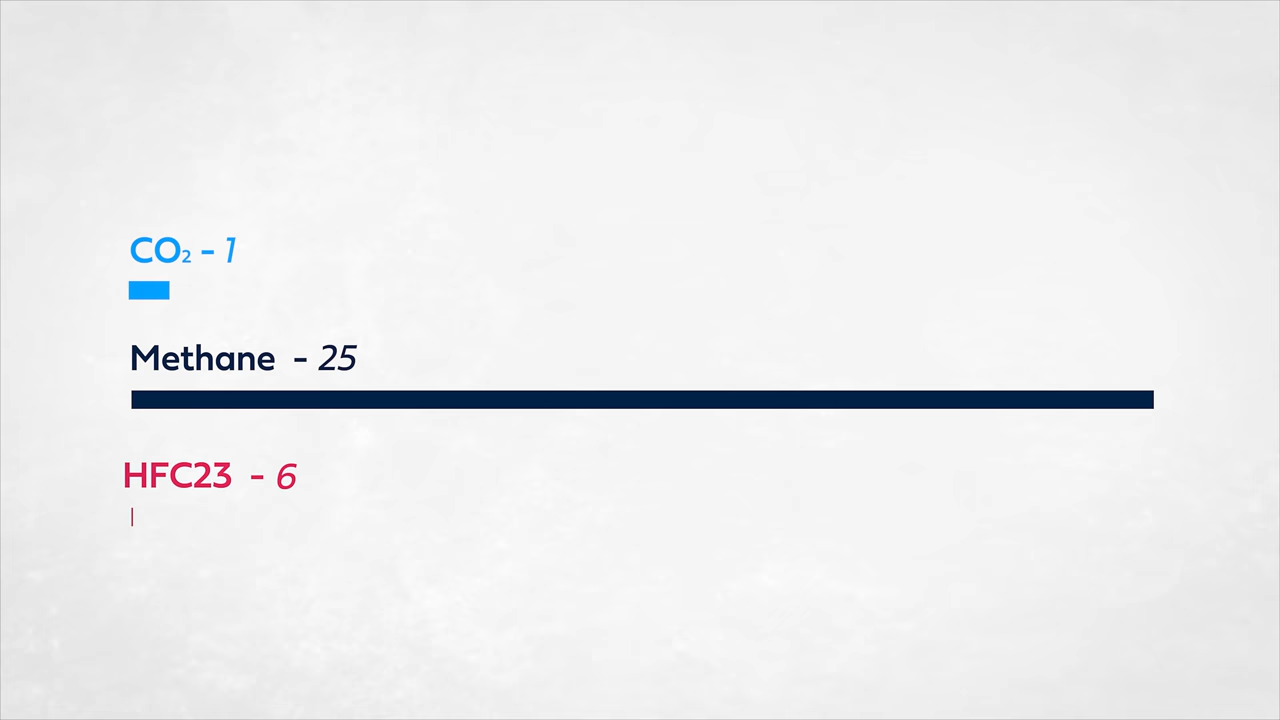 CO₂ - 1
Methane - 25
HFC23 - 6